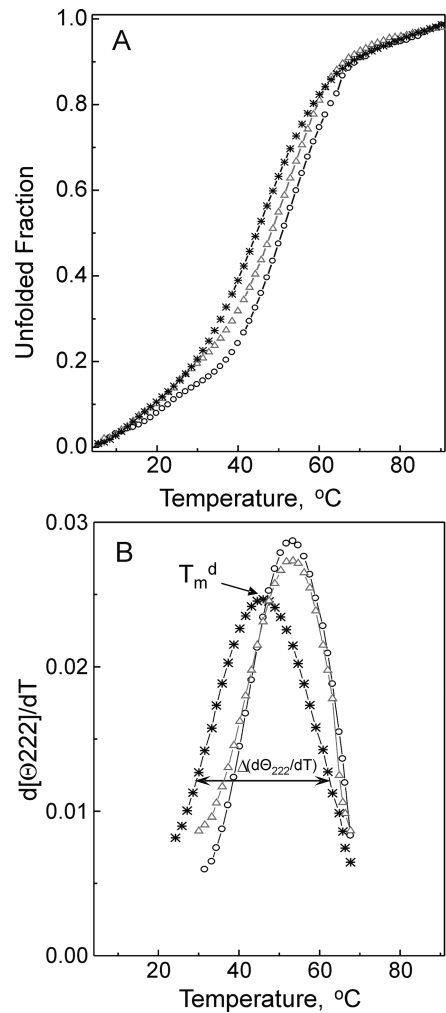 A
1.0
0.8
0.6
0.4
0.2
0.0
Unfolded Fraction
20 40 60 80
Temperature, °C
B
0.03
0.02
0.01
0.00
d[Θ222]/dT
Tₘᵈ
Δ(dΘ₂₂₂/dT)
0 20 40 60 80
Temperature, °C